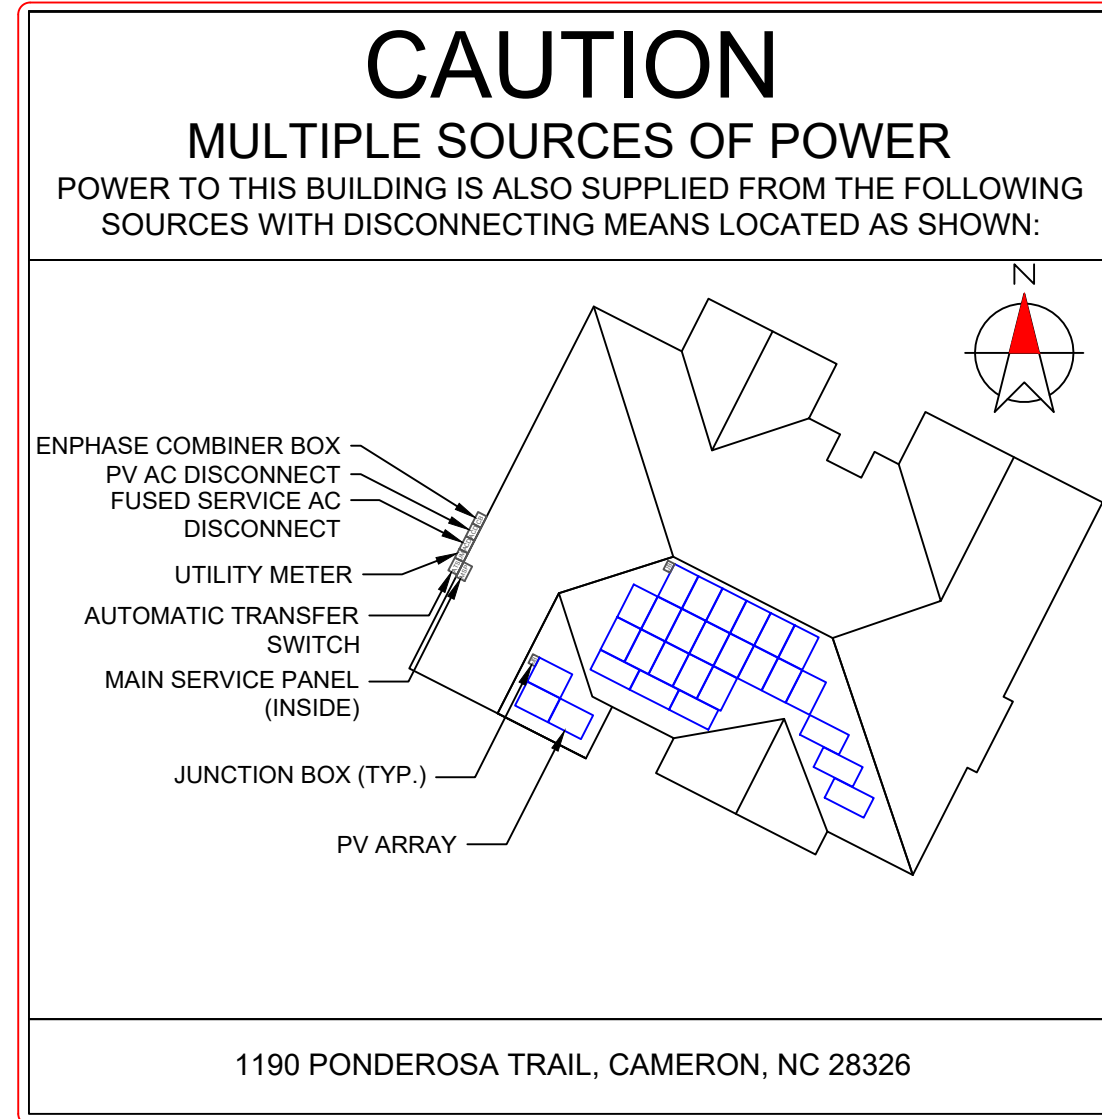 CAUTION
MULTIPLE SOURCES OF POWER
POWER TO THIS BUILDING IS ALSO SUPPLIED FROM THE FOLLOWING
SOURCES WITH DISCONNECTING MEANS LOCATED AS SHOWN:
N
ENPHASE COMBINER BOX
PV AC DISCONNECT
FUSED SERVICE AC
DISCONNECT
UTILITY METER
AUTOMATIC TRANSFER
SWITCH
MAIN SERVICE PANEL
(INSIDE)
JUNCTION BOX (TYP.)
PV ARRAY
1190 PONDEROSA TRAIL, CAMERON, NC 28326